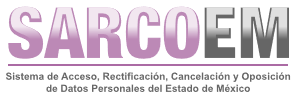 SARCOEM
Sistema de Acceso, Rectificación, Cancelación y Oposición
de Datos Personales del Estado de México